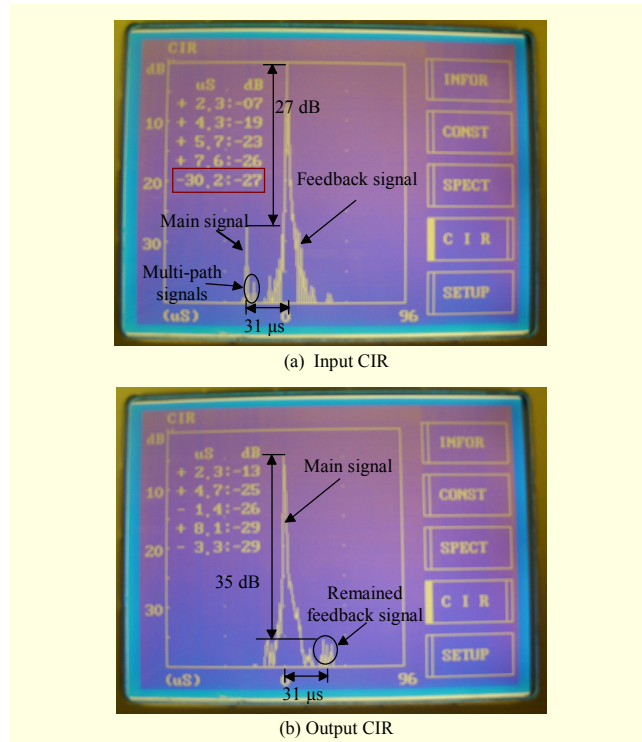 CIR
dB
uS dB
+ 2,3:-07
+ 4,3:-19
+ 5,7:-23
+ 7,6:-26
-30,2:-27
10
20
30
(uS)
0
96
27 dB
Feedback signal
Main signal
Multi-path
signals
31 μs
INFOR
CONST
SPECT
C I R
SETUP
(a) Input CIR
CIR
dB
uS dB
+ 2,3:-13
+ 4,7:-25
- 1,4:-26
+ 8,1:-29
- 3,3:-29
10
20
30
(uS)
0
96
Main signal
35 dB
Remained
feedback signal
31 μs
INFOR
CONST
SPECT
C I R
SETUP
(b) Output CIR